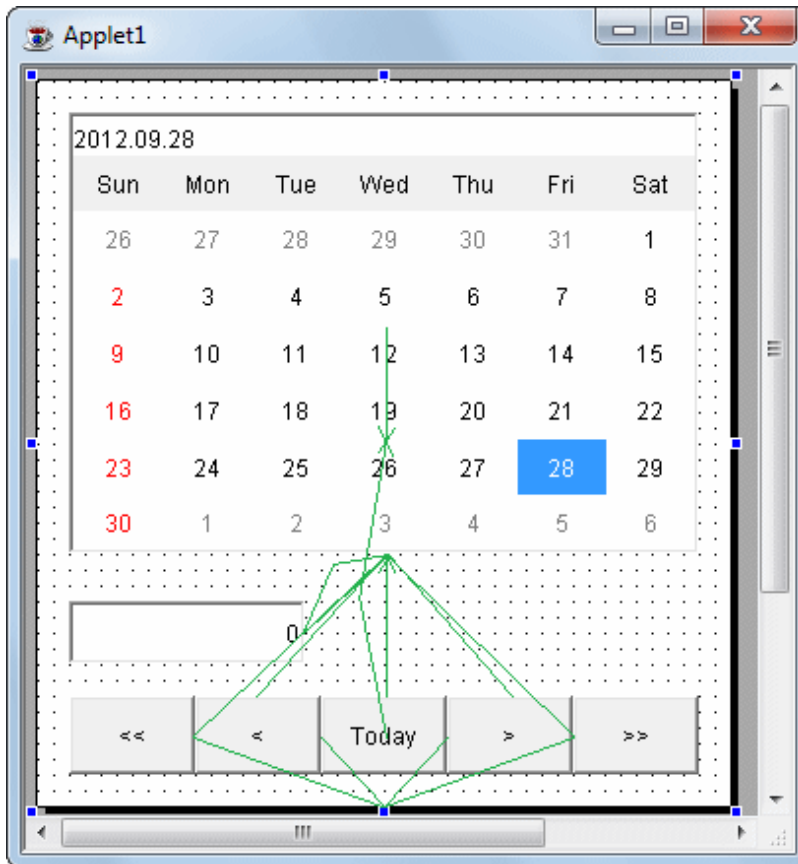 Applet1
2012.09.28
Sun Mon Tue Wed Thu Fri Sat
26 27 28 29 30 31 1
2 3 4 5 6 7 8
9 10 11 12 13 14 15
16 17 18 19 20 21 22
23 24 25 26 27 28 29
30 1 2 3 4 5 6
0
<< < Today > >>